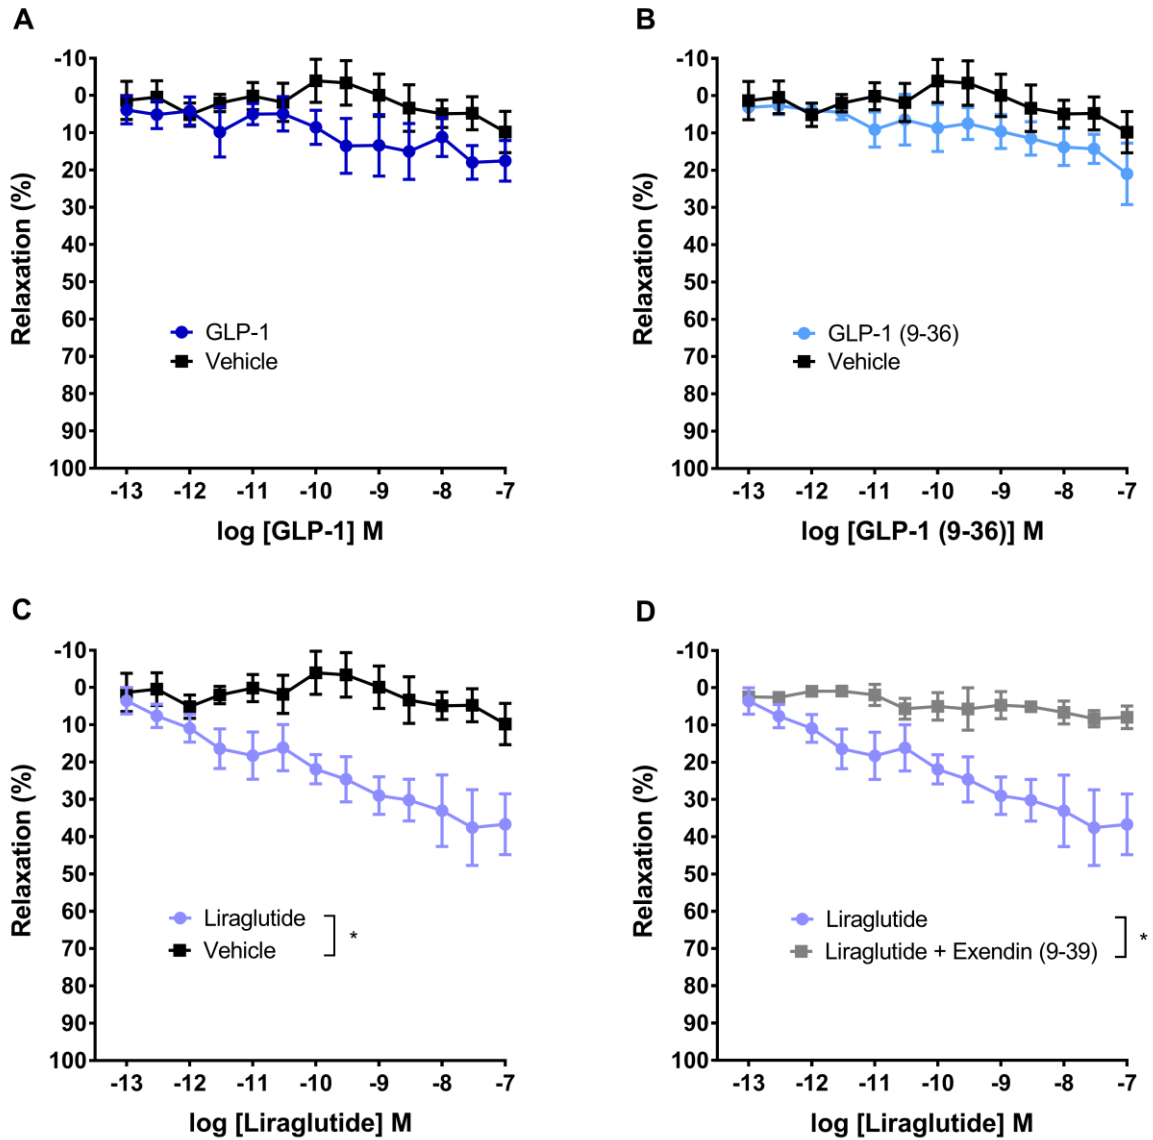 A
Relaxation (%)
-10
0
10
20
30
40
50
60
70
80
90
100
GLP-1
Vehicle
-13 -12 -11 -10 -9 -8 -7
log [GLP-1] M
B
Relaxation (%)
-10
0
10
20
30
40
50
60
70
80
90
100
GLP-1 (9-36)
Vehicle
-13 -12 -11 -10 -9 -8 -7
log [GLP-1 (9-36)] M
C
Relaxation (%)
-10
0
10
20
30
40
50
60
70
80
90
100
Liraglutide
Vehicle
*
-13 -12 -11 -10 -9 -8 -7
log [Liraglutide] M
D
Relaxation (%)
-10
0
10
20
30
40
50
60
70
80
90
100
Liraglutide
Liraglutide + Exendin (9-39)
*
-13 -12 -11 -10 -9 -8 -7
log [Liraglutide] M